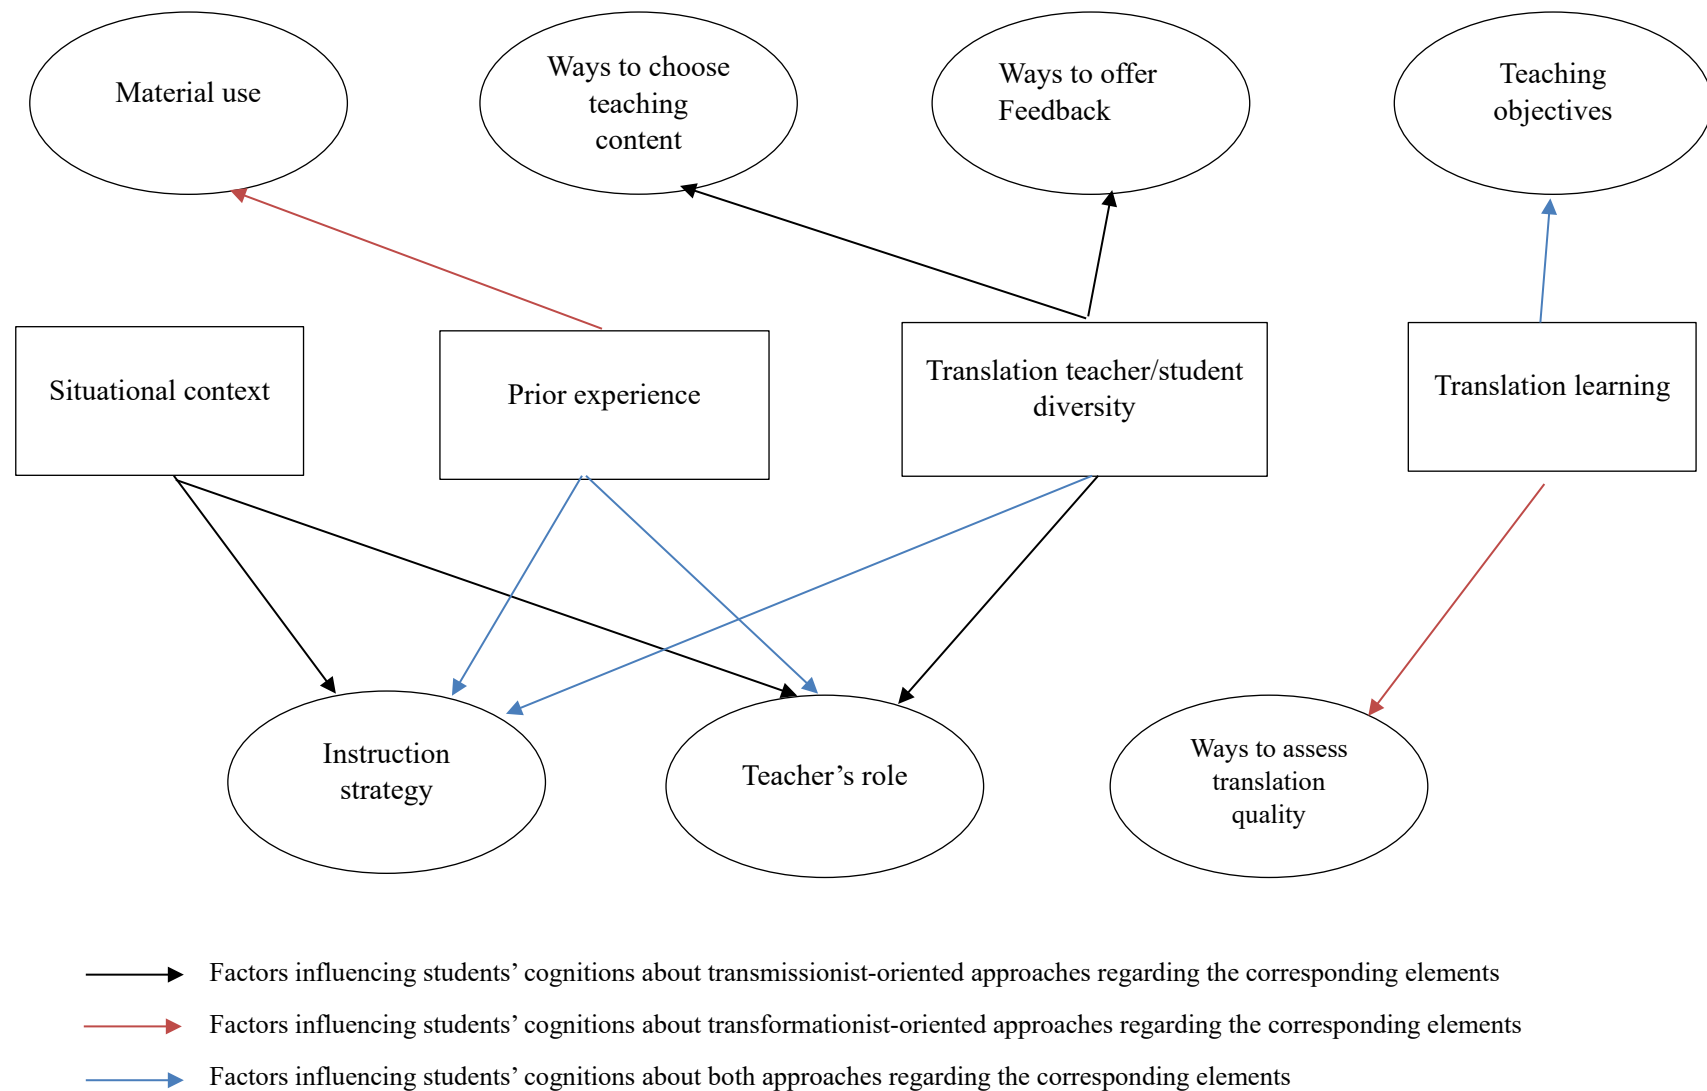 Material use
Ways to choose
teaching
content
Ways to offer
Feedback
Teaching
objectives
Situational context
Prior experience
Translation teacher/student
diversity
Translation learning
Instruction
strategy
Teacher’s role
Ways to assess
translation
quality
Factors influencing students’ cognitions about transmissionist-oriented approaches regarding the corresponding elements
Factors influencing students’ cognitions about transformationist-oriented approaches regarding the corresponding elements
Factors influencing students’ cognitions about both approaches regarding the corresponding elements